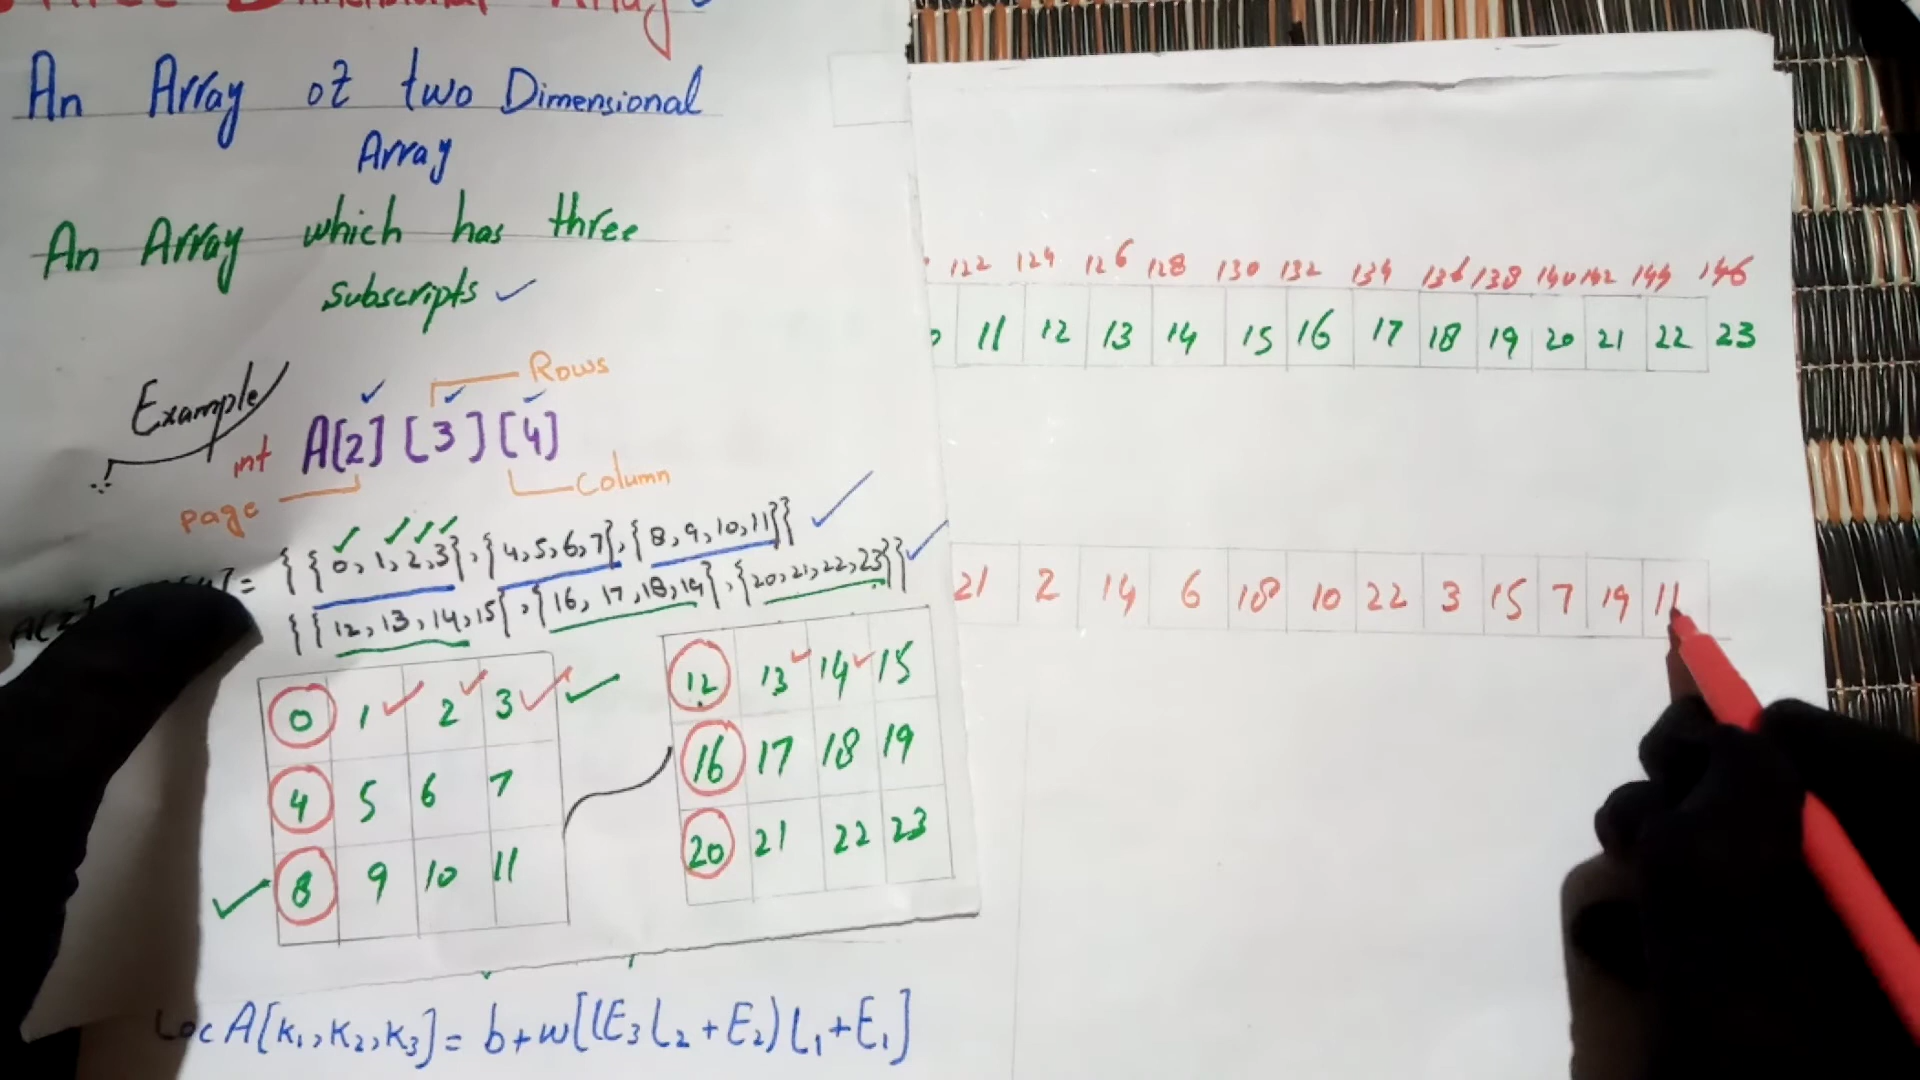 Three Dimensional Array
An Array of two Dimensional
Array
An Array which has three
Subscripts
Example
Rows
int A[2] [3] [4]
Column
page
= { { 0, 1, 2, 3}, { 4, 5, 6, 7}, { 8, 9, 10, 11}}
{ { 12, 13, 14, 15}, { 16, 17, 18, 19}, { 20, 21, 22, 23}}
0 1 2 3
4 5 6 7
8 9 10 11
12 13 14 15
16 17 18 19
20 21 22 23
Loc A[K₁, K₂, K₃] = b+w[(E₃L₂+E₂)L₁+E₁]
122 124 126 128 130 132 134 136 138 140 142 144 146
11 12 13 14 15 16 17 18 19 20 21 22 23
21 2 14 6 18 10 22 3 15 7 19 11